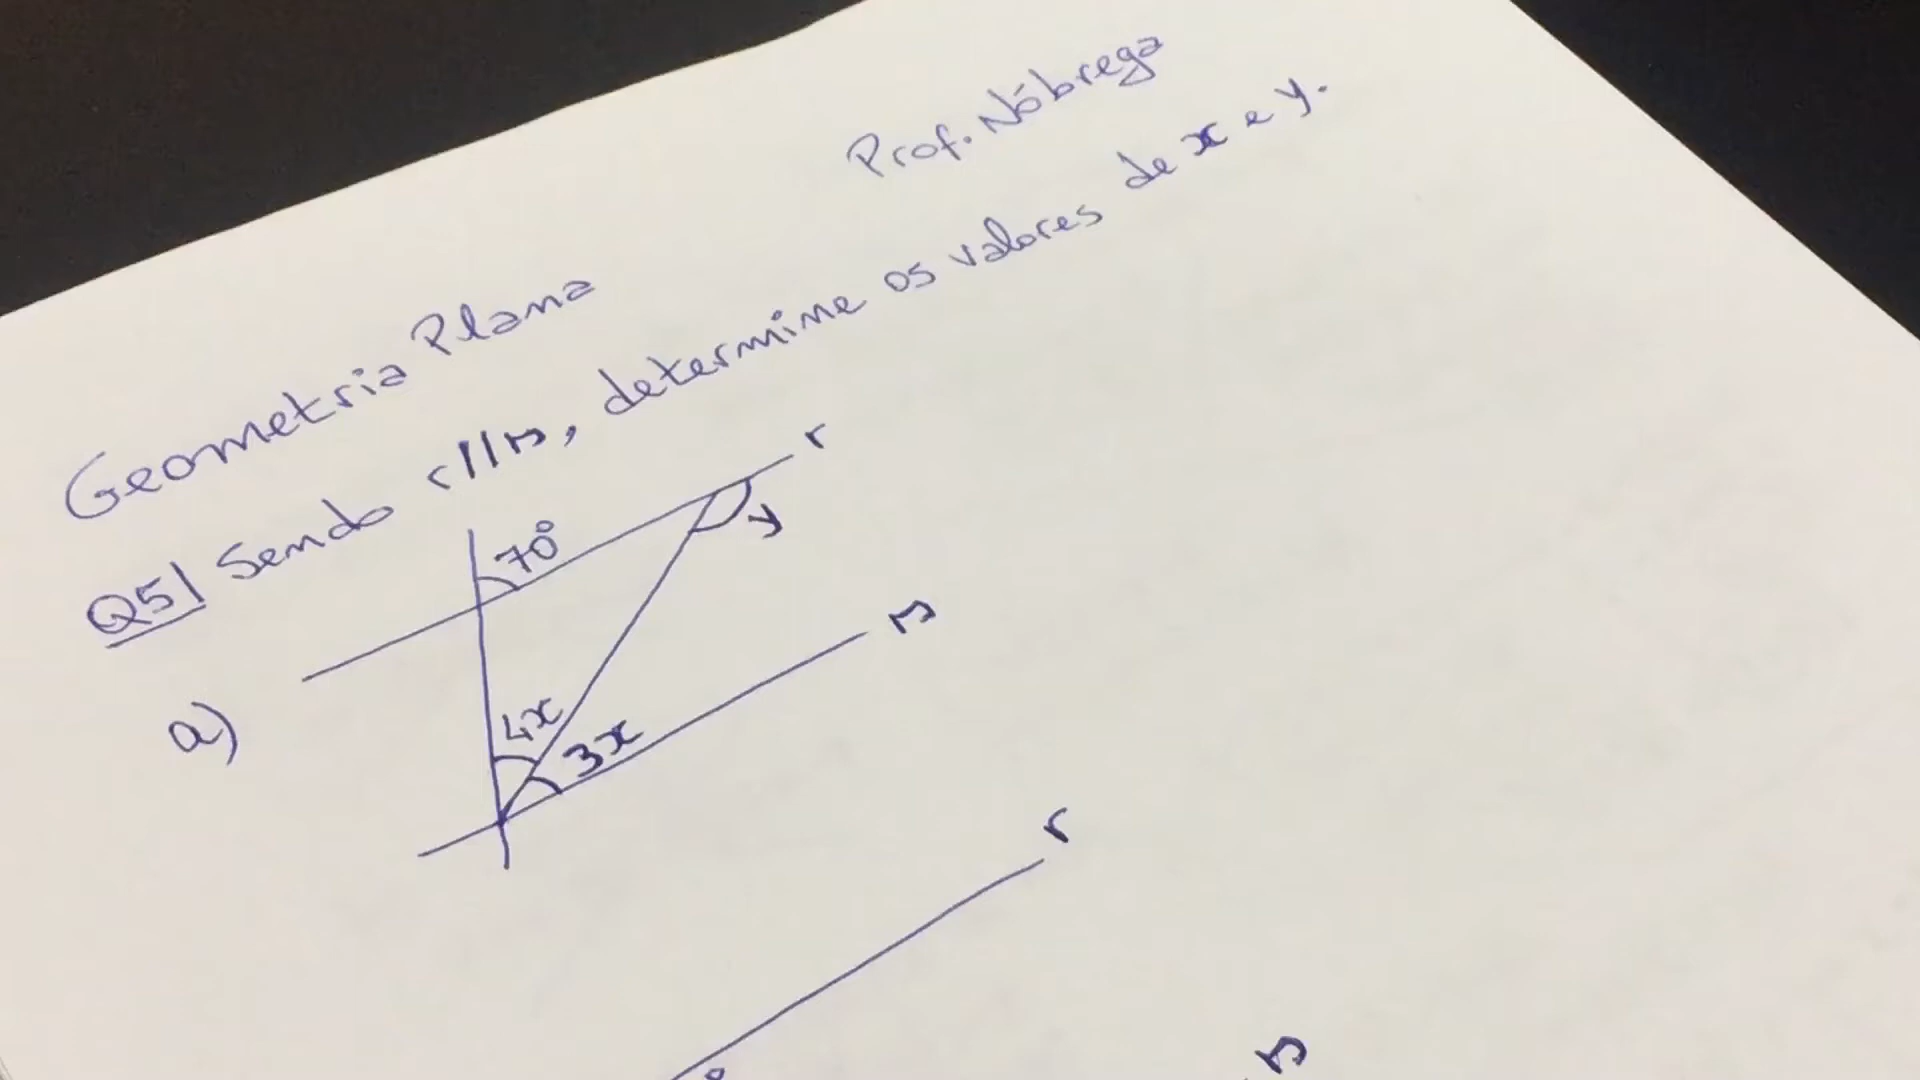 Prof. Nóbrega
Geometria Plana
Q5| Sendo r//s, determine os valores de x e y.
a)
r
70°
y
s
4x
3x
r
s